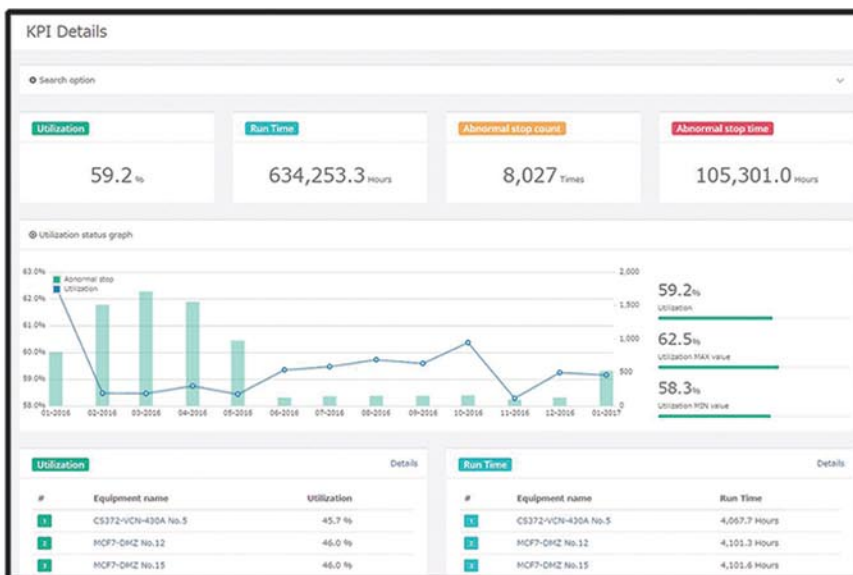 KPI Details
Search option
Utilization
Run Time
Abnormal stop count
Abnormal stop time
59.2 %
634,253.3 Hours
8,027 Times
105,301.0 Hours
Utilization status graph
63.0%
62.0%
61.0%
60.0%
59.0%
58.0%
Abnormal stop
Utilization
2,000
1,500
1,000
500
0
01-2016 02-2016 03-2016 04-2016 05-2016 06-2016 07-2016 08-2016 09-2016 10-2016 11-2016 12-2016 01-2017
59.2%
Utilization
62.5%
Utilization MAX value
58.3%
Utilization MIN value
Utilization Details
# Equipment name Utilization
1 CS372-VCN-430A No.5 45.7 %
2 MCF7-DMZ No.12 46.0 %
3 MCF7-DMZ No.15 46.0 %
Run Time Details
# Equipment name Run Time
1 CS372-VCN-430A No.5 4,067.7 Hours
2 MCF7-DMZ No.12 4,101.3 Hours
3 MCF7-DMZ No.15 4,101.6 Hours